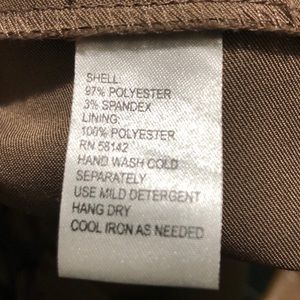 SHELL:
97% POLYESTER
3% SPANDEX
LINING:
100% POLYESTER
RN 58142
HAND WASH COLD
SEPARATELY
USE MILD DETERGENT
HANG DRY
COOL IRON AS NEEDED